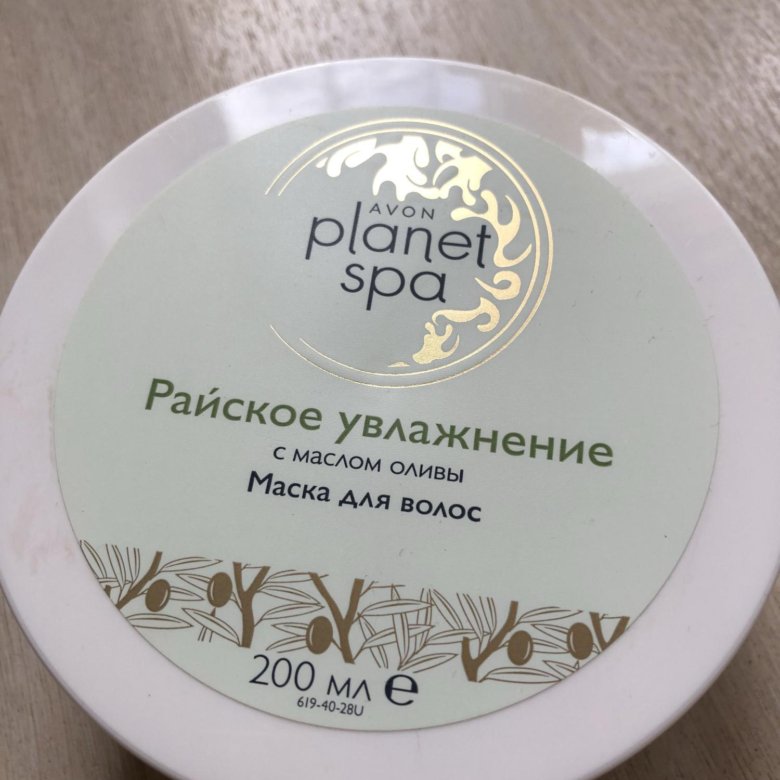 AVON
planet
spa
Райское увлажнение
с маслом оливы
Маска для волос
200 мл e
619-40-28U